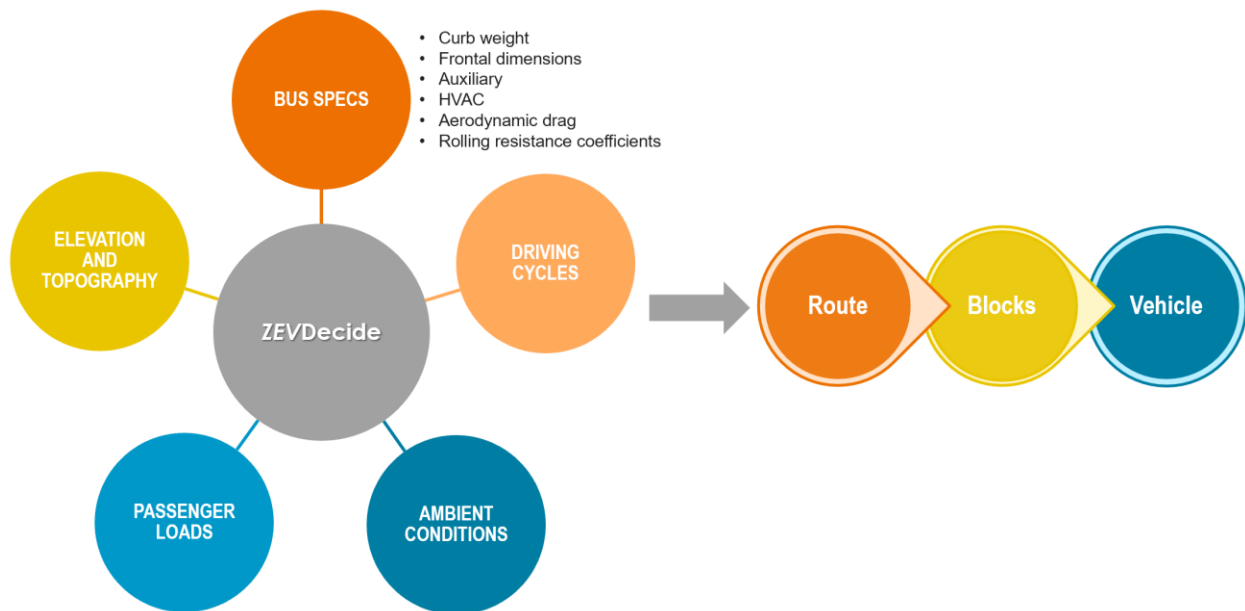 BUS SPECS
• Curb weight
• Frontal dimensions
• Auxiliary
• HVAC
• Aerodynamic drag
• Rolling resistance coefficients
ELEVATION
AND
TOPOGRAPHY
DRIVING
CYCLES
ZEVDecide
PASSENGER
LOADS
AMBIENT
CONDITIONS
Route
Blocks
Vehicle